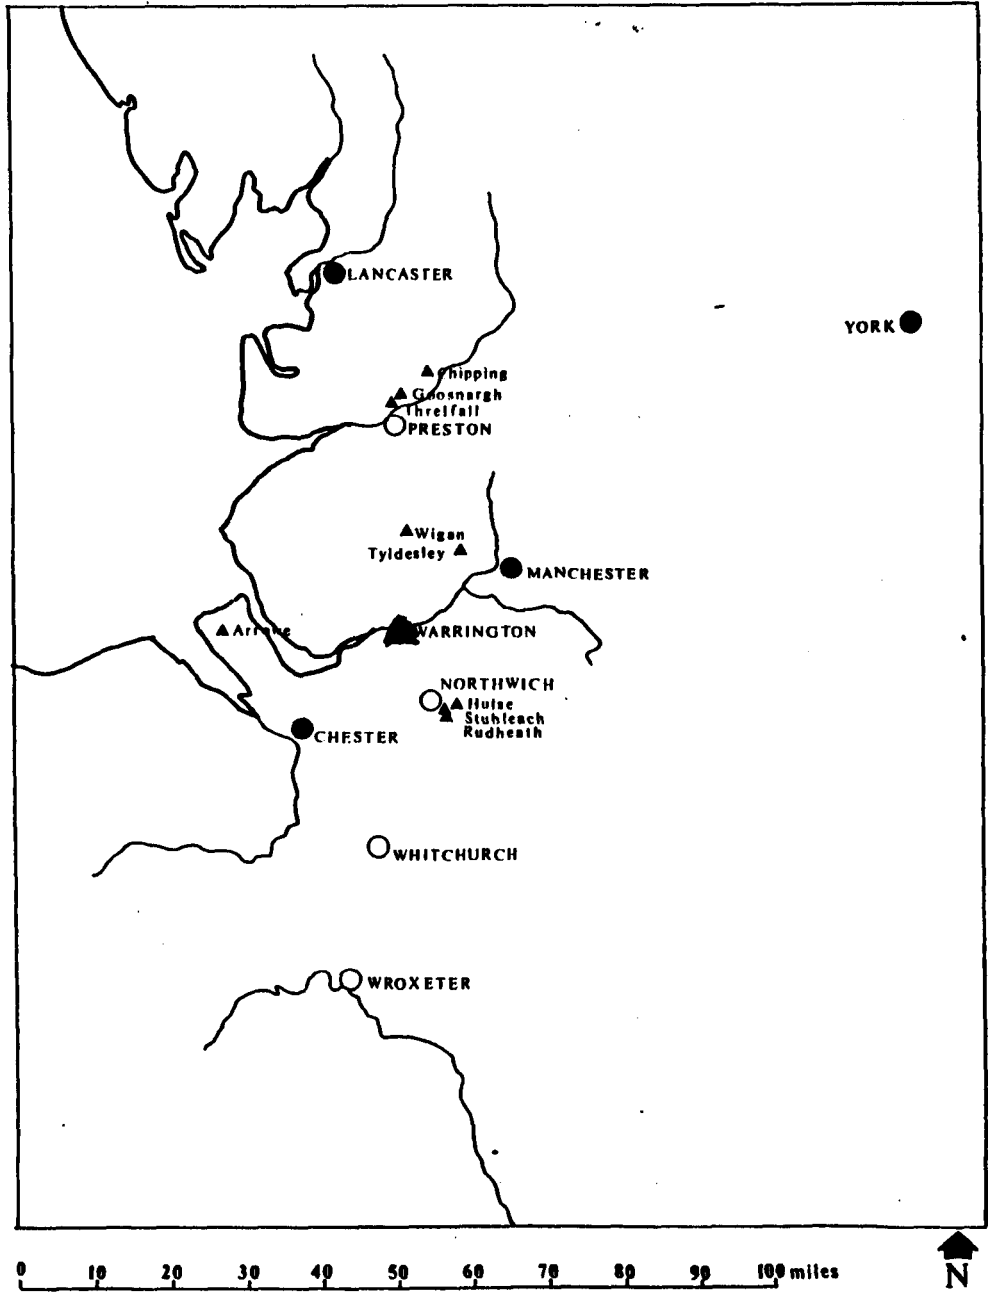 LANCASTER
YORK
Chipping
Goosnargh
Threlfall
PRESTON
Wigan
Tyldesley
MANCHESTER
Arrowe
WARRINGTON
NORTHWICH
Hulse
Stubleach
Rudheath
CHESTER
WHITCHURCH
WROXETER
0 10 20 30 40 50 60 70 80 90 100 miles
N